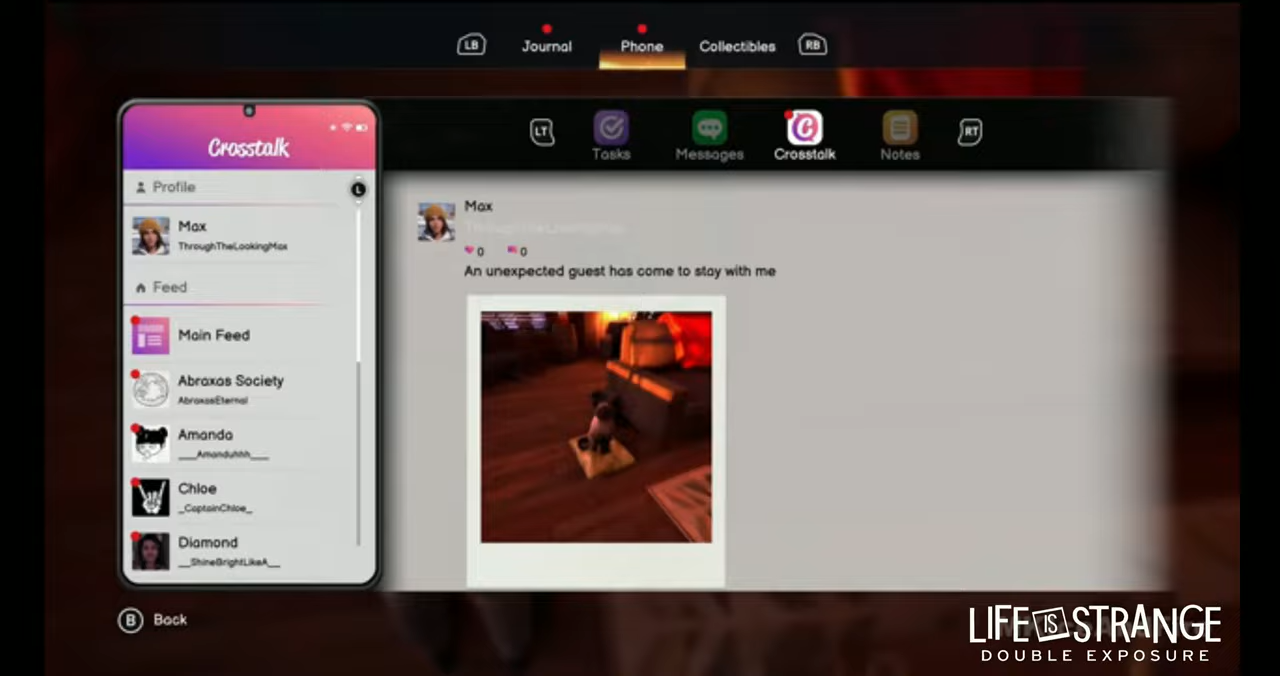 LB Journal Phone Collectibles RB
LT Tasks Messages Crosstalk Notes RT
Crosstalk
Profile
L
Max
ThroughTheLookingMax
Feed
Main Feed
Abraxas Society
AbraxasEternal
Amanda
___Amanduhhh___
Chloe
_CaptainChloe_
Diamond
__ShineBrightLikeA__
Max
ThroughTheLookingMax
0 0
An unexpected guest has come to stay with me
B Back
LIFE IS STRANGE
DOUBLE EXPOSURE